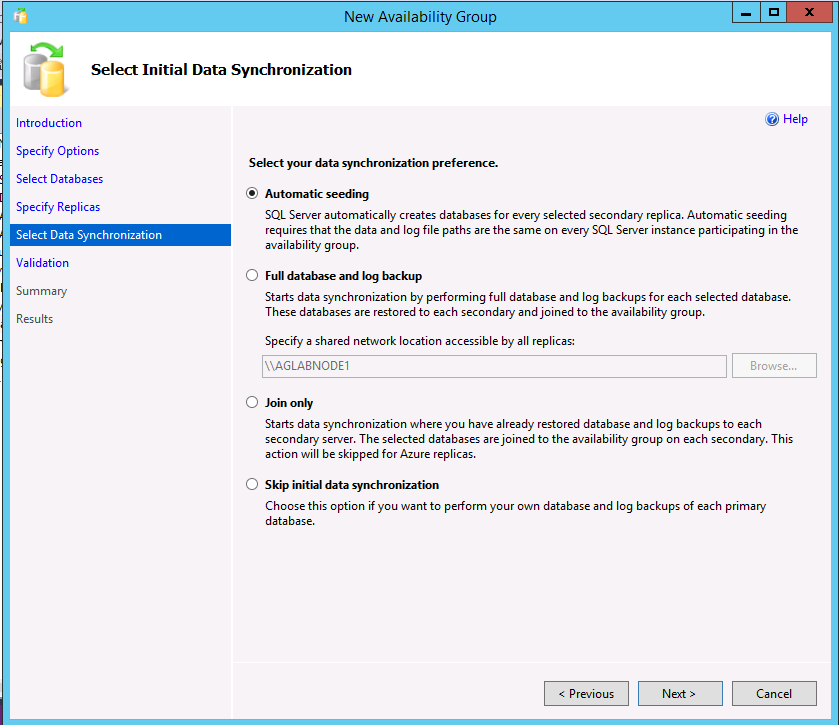 New Availability Group
Select Initial Data Synchronization
Introduction
Specify Options
Select Databases
Specify Replicas
Select Data Synchronization
Validation
Summary
Results
Help
Select your data synchronization preference.
Automatic seeding
SQL Server automatically creates databases for every selected secondary replica. Automatic seeding
requires that the data and log file paths are the same on every SQL Server instance participating in the
availability group.
Full database and log backup
Starts data synchronization by performing full database and log backups for each selected database.
These databases are restored to each secondary and joined to the availability group.
Specify a shared network location accessible by all replicas:
\\AGLABNODE1
Browse...
Join only
Starts data synchronization where you have already restored database and log backups to each
secondary server. The selected databases are joined to the availability group on each secondary. This
action will be skipped for Azure replicas.
Skip initial data synchronization
Choose this option if you want to perform your own database and log backups of each primary
database.
< Previous
Next >
Cancel